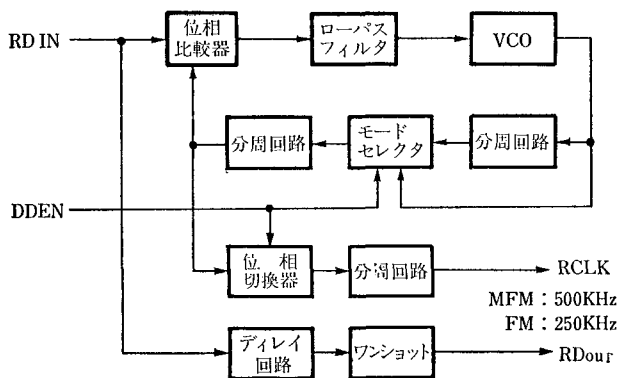 位相
比較器
ローパス
フィルタ
VCO
RD IN
分周回路
モード
セレクタ
分周回路
DDEN
位 相
切換器
分周回路
RCLK
MFM：500KHz
FM：250KHz
ディレイ
回路
ワンショット
RDour